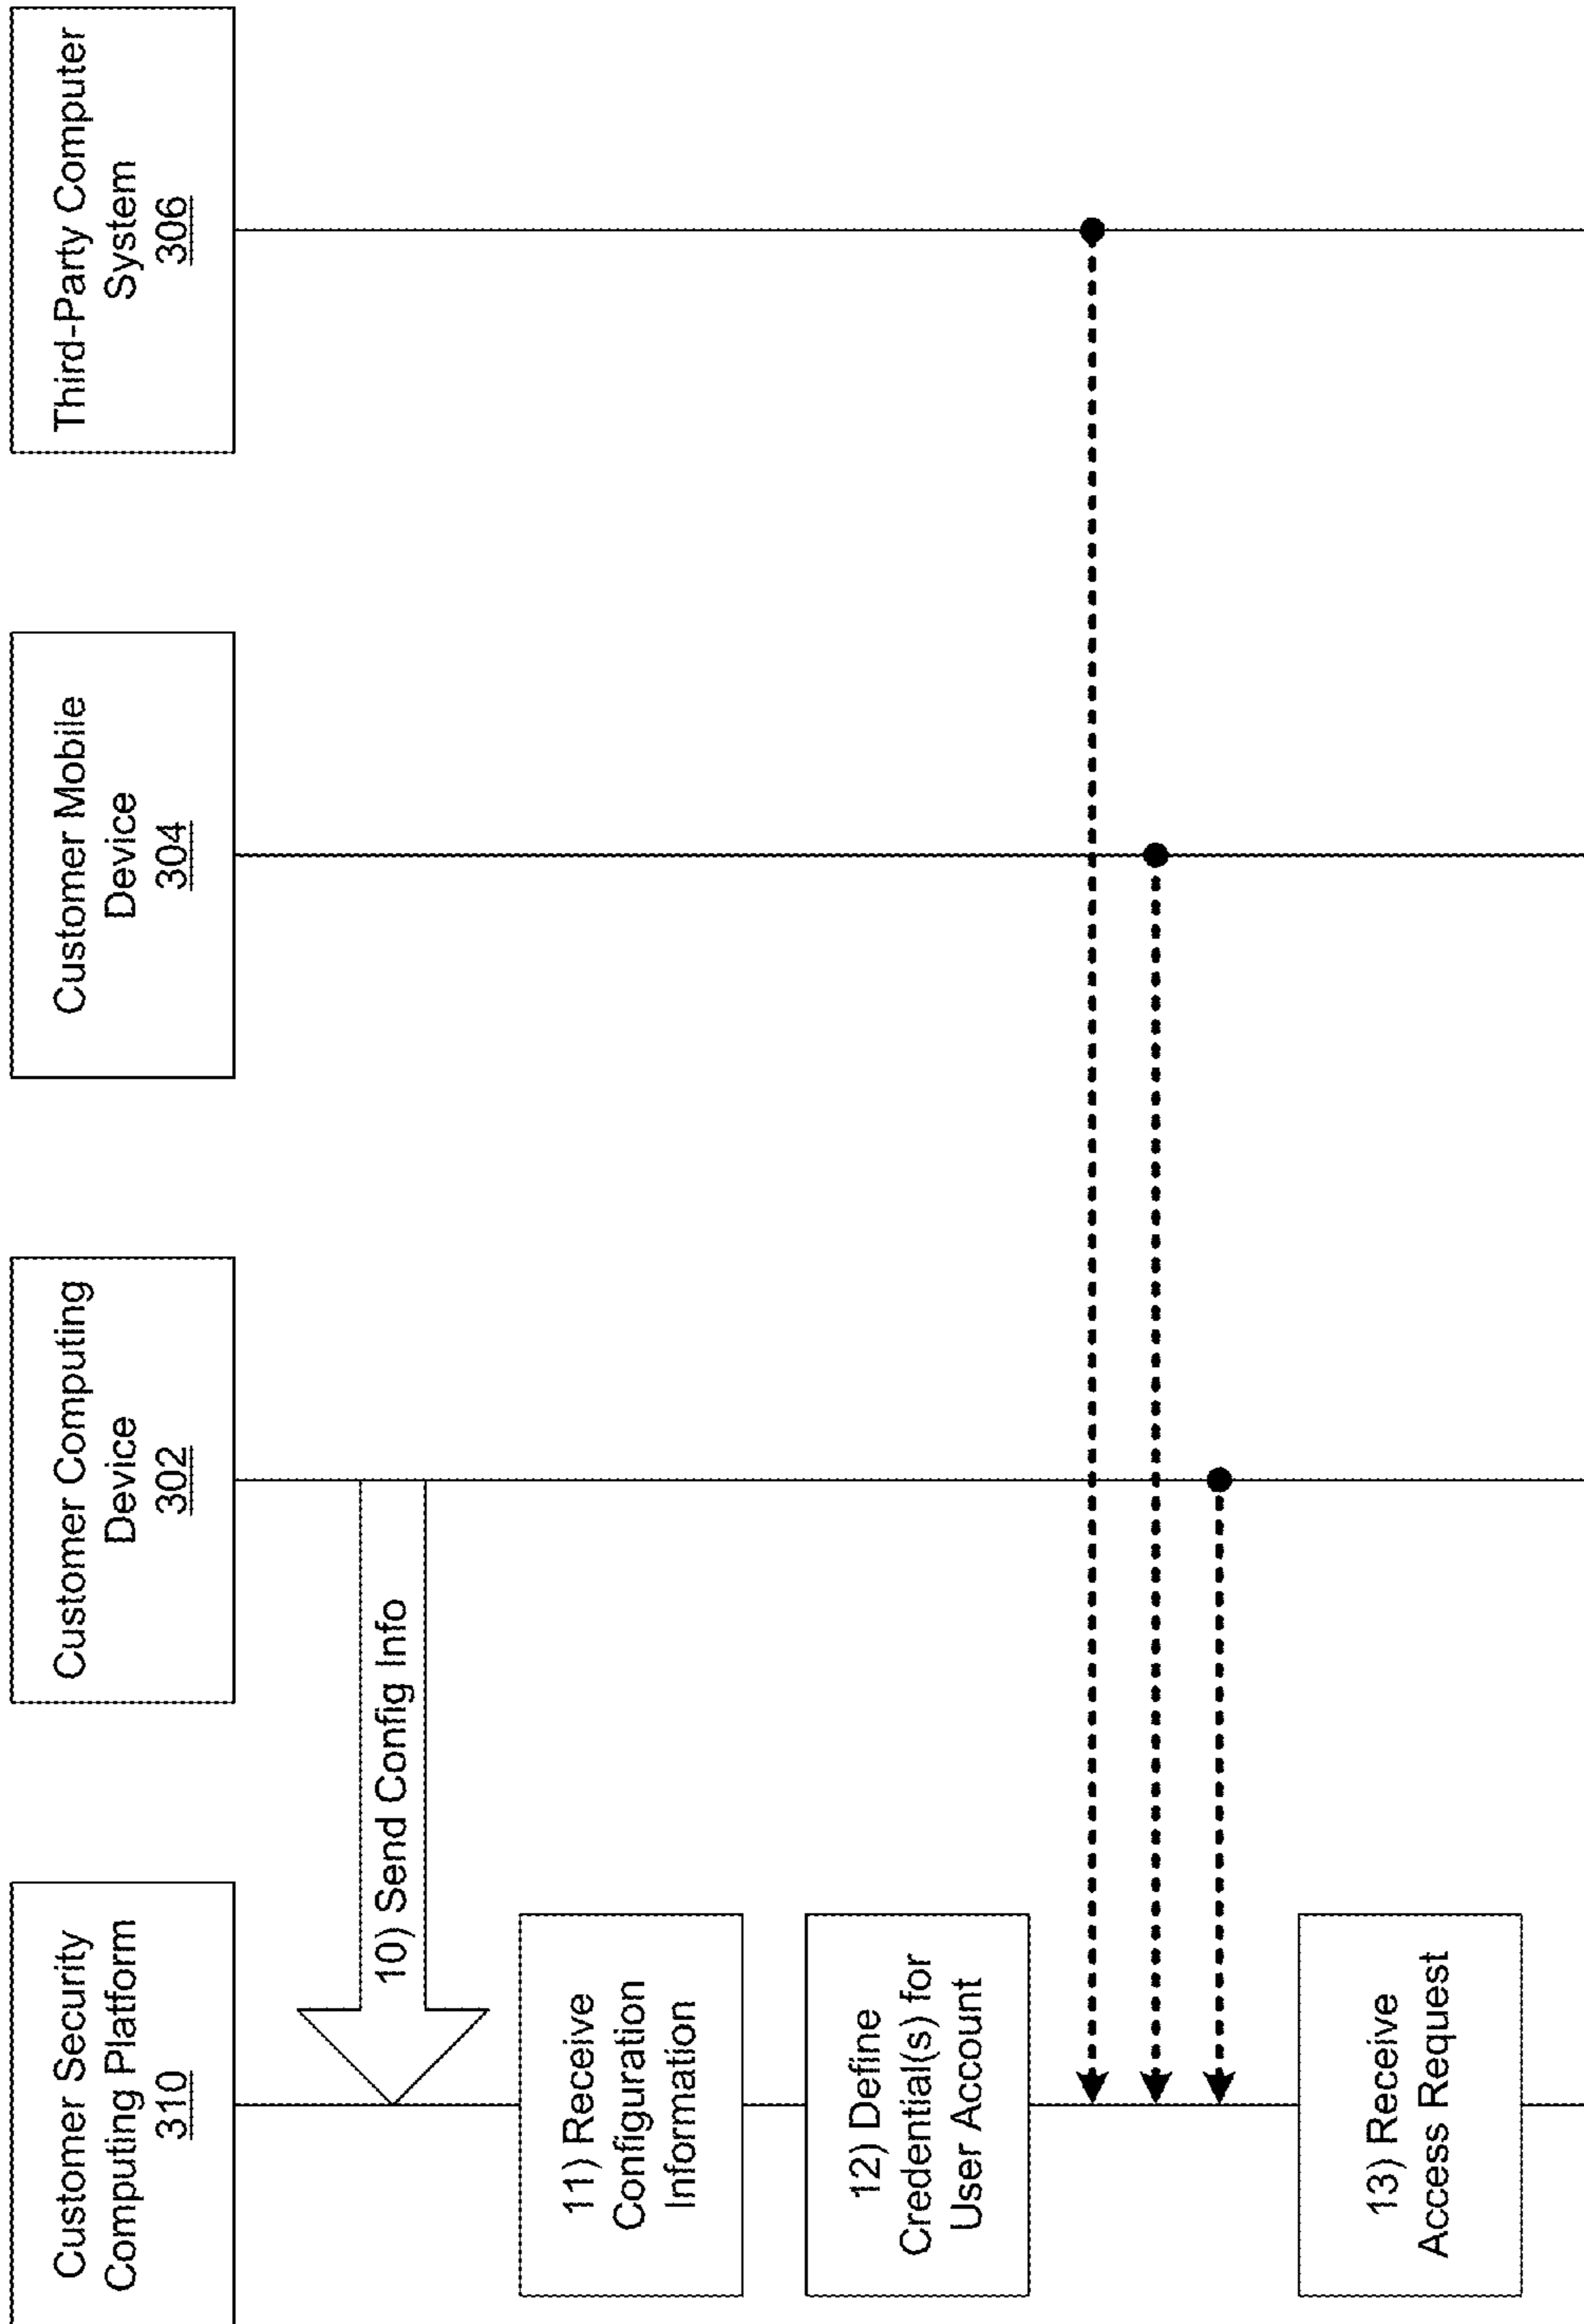 Customer Security
Computing Platform
310
Customer Computing
Device
302
Customer Mobile
Device
304
Third-Party Computer
System
306
10) Send Config Info
11) Receive
Configuration
Information
12) Define
Credential(s) for
User Account
13) Receive
Access Request